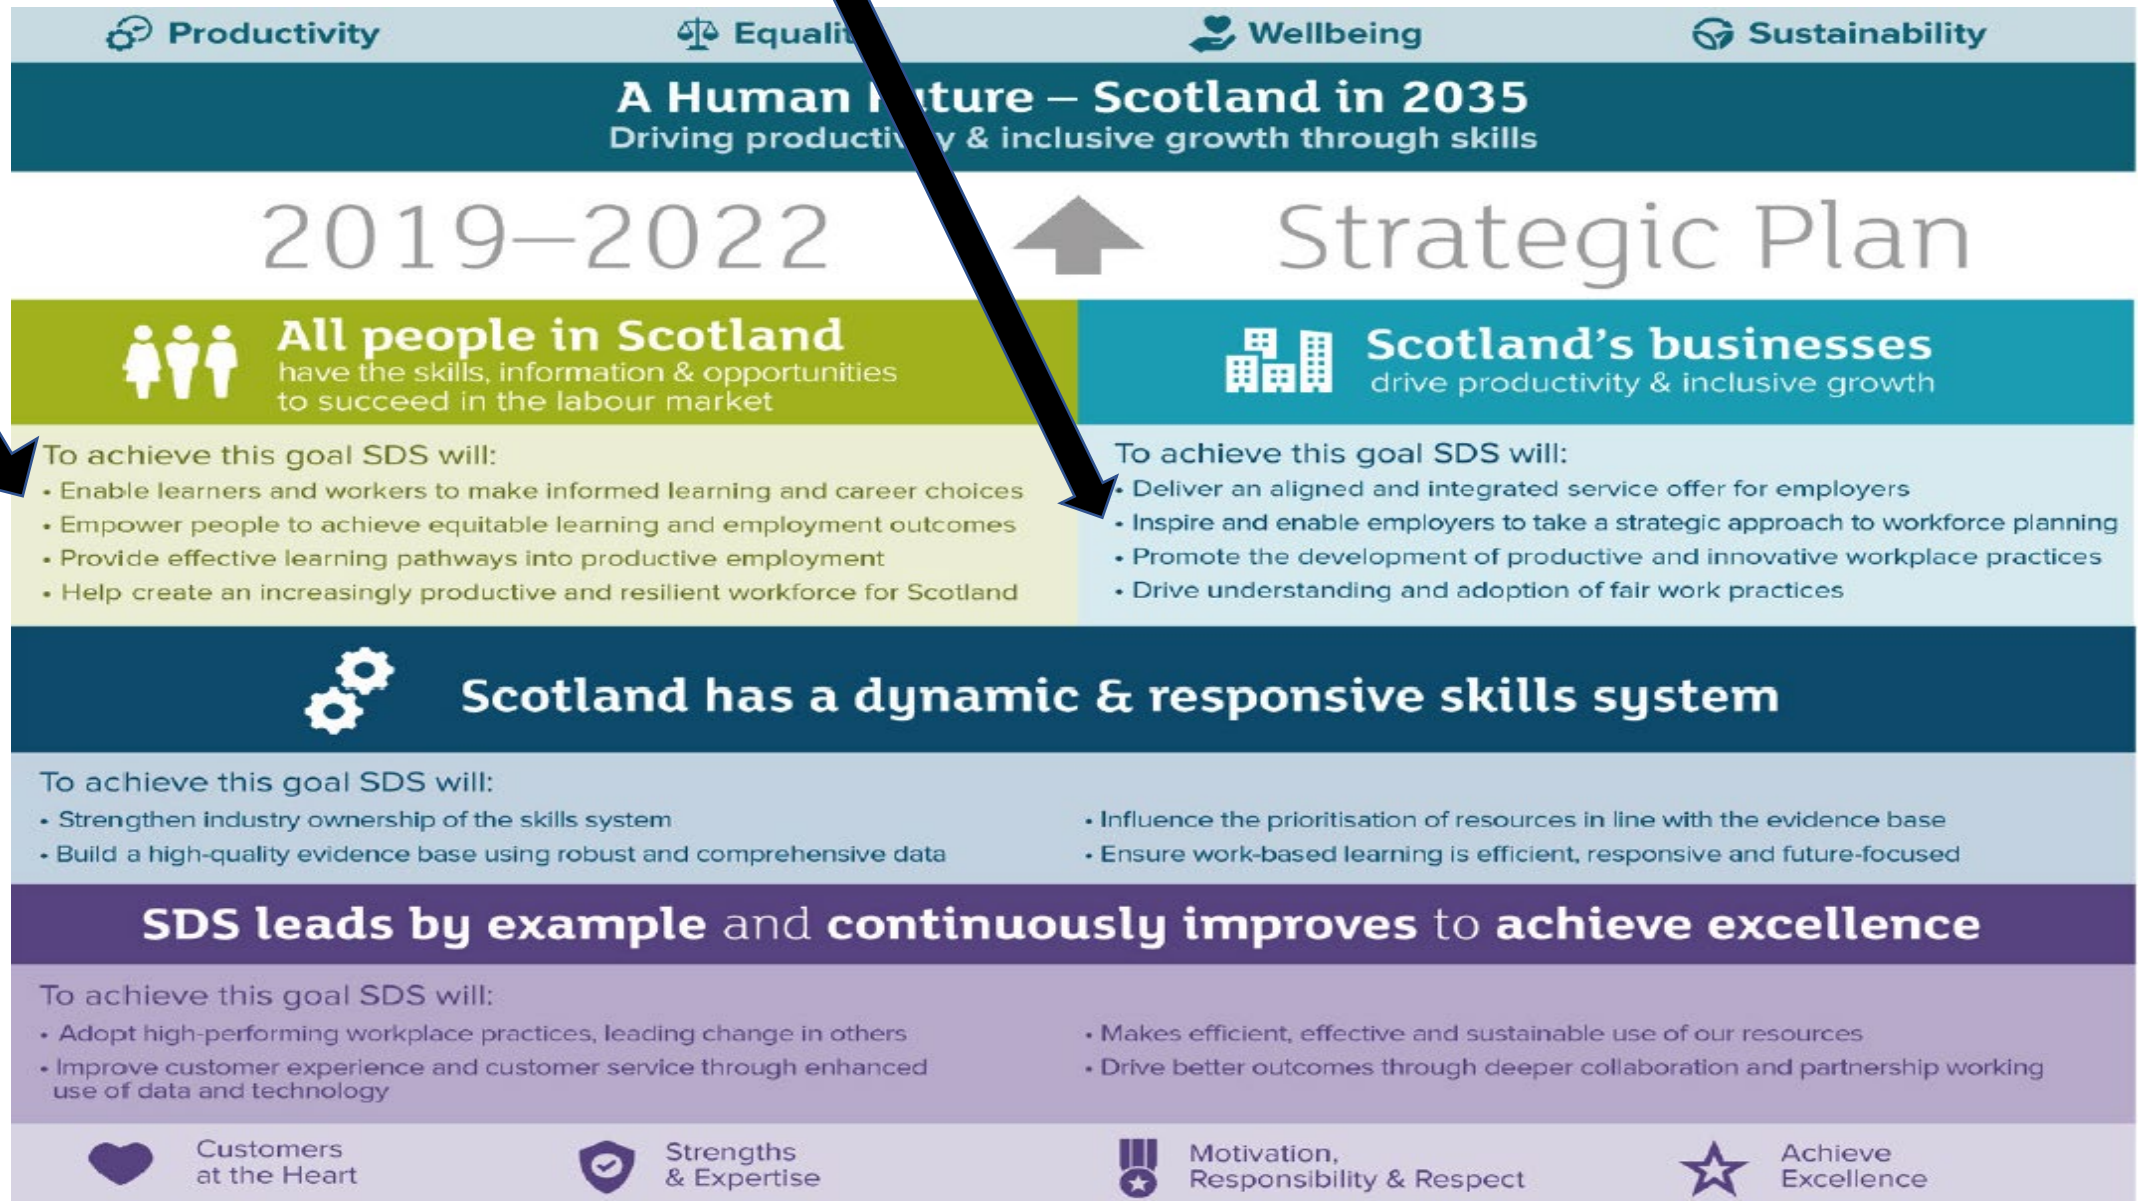 Productivity
Equality
Wellbeing
Sustainability
A Human Future – Scotland in 2035
Driving productivity & inclusive growth through skills
2019–2022
Strategic Plan
All people in Scotland
have the skills, information & opportunities
to succeed in the labour market
To achieve this goal SDS will:
• Enable learners and workers to make informed learning and career choices
• Empower people to achieve equitable learning and employment outcomes
• Provide effective learning pathways into productive employment
• Help create an increasingly productive and resilient workforce for Scotland
Scotland's businesses
drive productivity & inclusive growth
To achieve this goal SDS will:
• Deliver an aligned and integrated service offer for employers
• Inspire and enable employers to take a strategic approach to workforce planning
• Promote the development of productive and innovative workplace practices
• Drive understanding and adoption of fair work practices
Scotland has a dynamic & responsive skills system
To achieve this goal SDS will:
• Strengthen industry ownership of the skills system
• Build a high-quality evidence base using robust and comprehensive data
• Influence the prioritisation of resources in line with the evidence base
• Ensure work-based learning is efficient, responsive and future-focused
SDS leads by example and continuously improves to achieve excellence
To achieve this goal SDS will:
• Adopt high-performing workplace practices, leading change in others
• Improve customer experience and customer service through enhanced
use of data and technology
• Makes efficient, effective and sustainable use of our resources
• Drive better outcomes through deeper collaboration and partnership working
Customers
at the Heart
Strengths
& Expertise
Motivation,
Responsibility & Respect
Achieve
Excellence